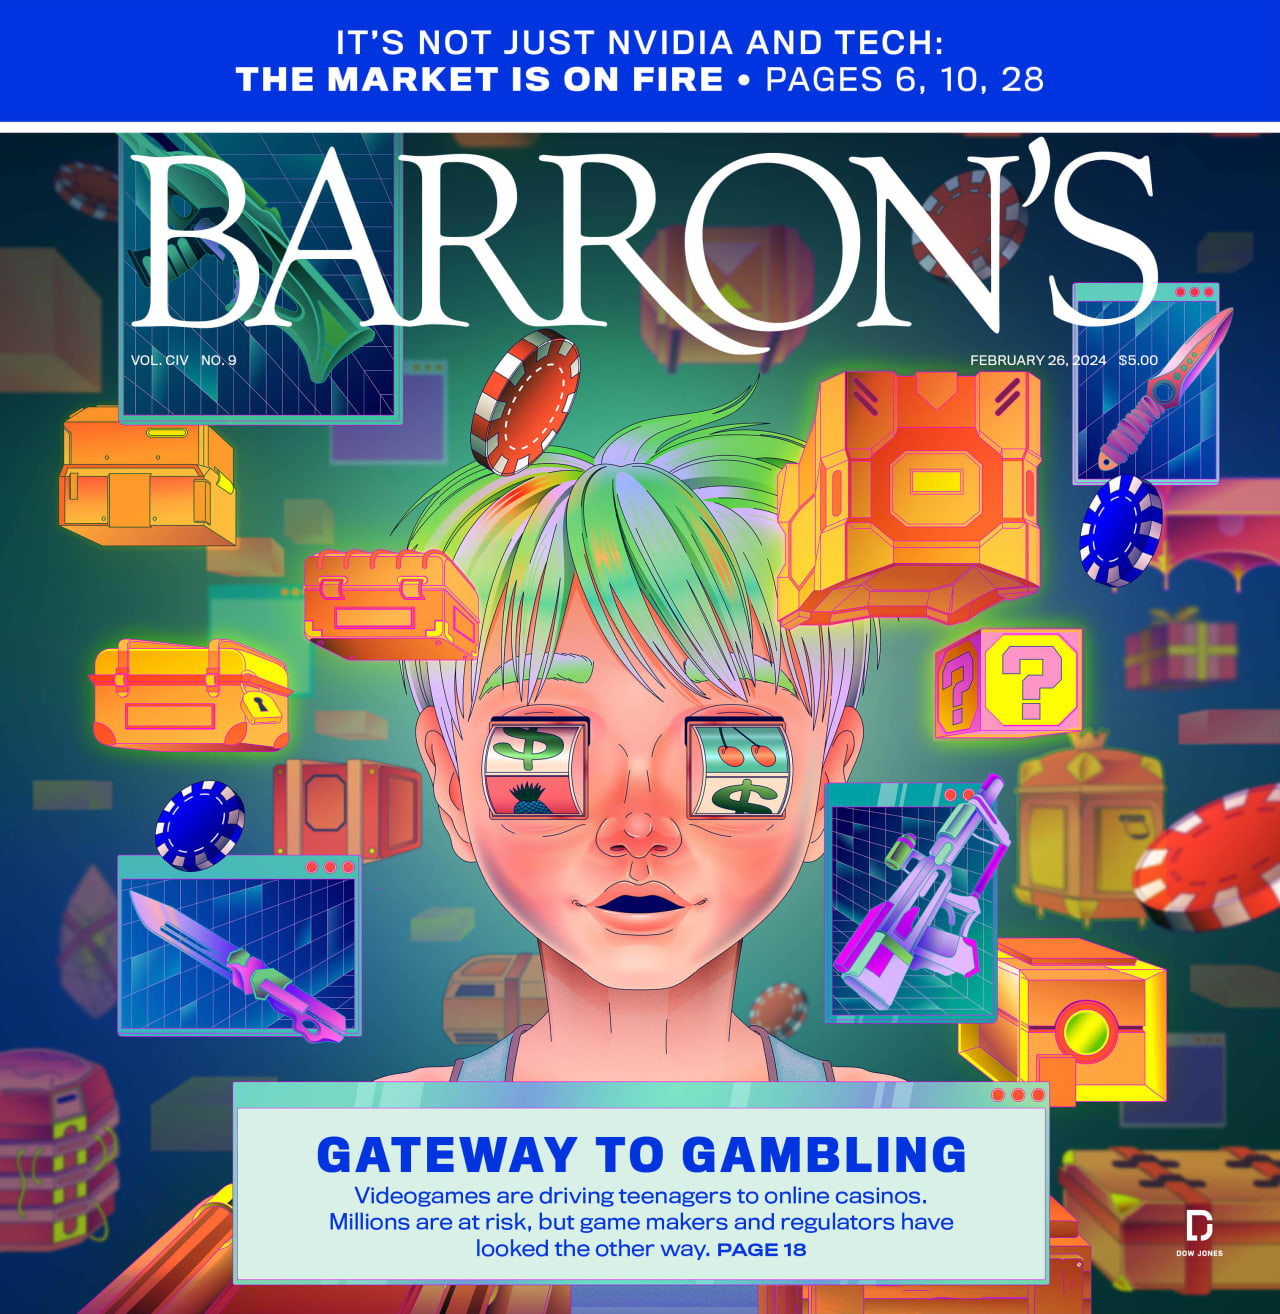 IT'S NOT JUST NVIDIA AND TECH:
THE MARKET IS ON FIRE • PAGES 6, 10, 28
BARRON'S
VOL. CIV NO. 9
FEBRUARY 26, 2024 $5.00
? ?
$
$
GATEWAY TO GAMBLING
Videogames are driving teenagers to online casinos.
Millions are at risk, but game makers and regulators have
looked the other way. PAGE 18
DOW JONES